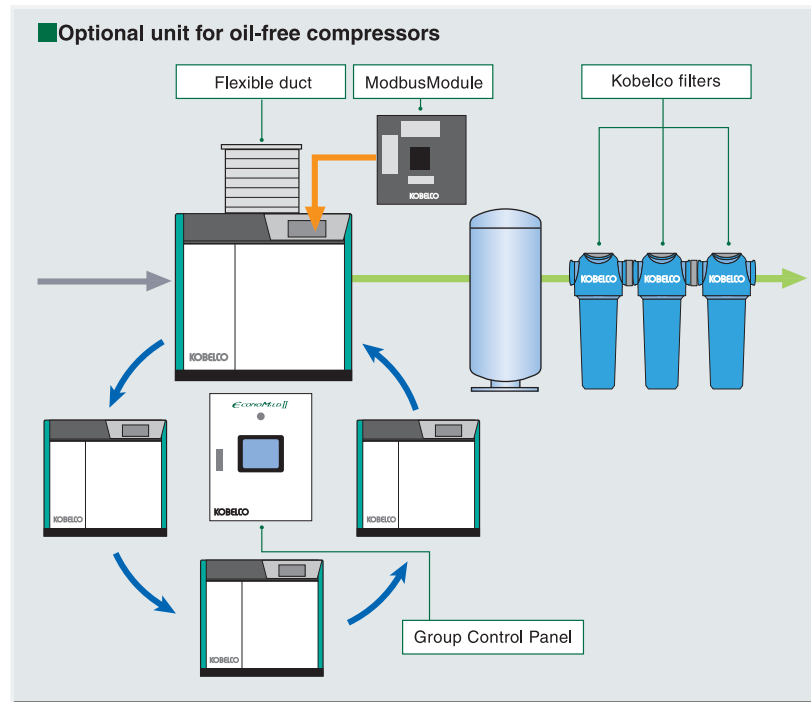 Optional unit for oil-free compressors
Flexible duct
ModbusModule
Kobelco filters
KOBELCO
KOBELCO
KOBELCO
KOBELCO
KOBELCO
ECONOMILD II
KOBELCO
KOBELCO
KOBELCO
KOBELCO
Group Control Panel